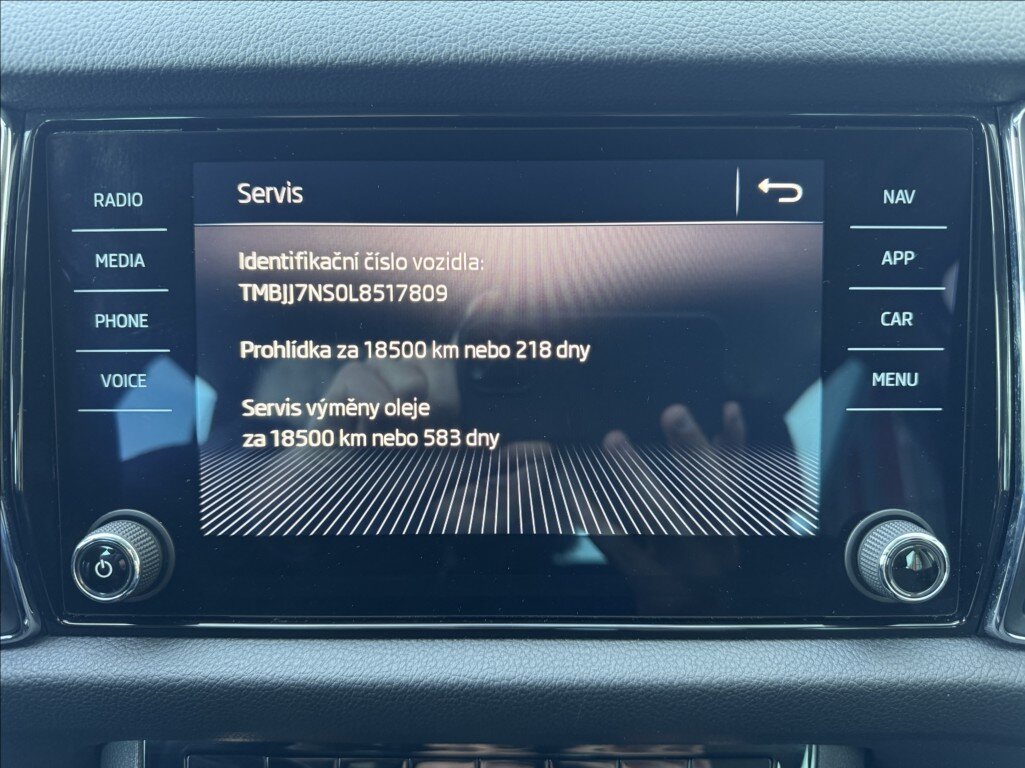 Servis
RADIO
MEDIA
PHONE
VOICE
Identifikační číslo vozidla:
TMBJJ7NS0L8517809
Prohlídka za 18500 km nebo 218 dny
Servis výměny oleje
za 18500 km nebo 583 dny
NAV
APP
CAR
MENU